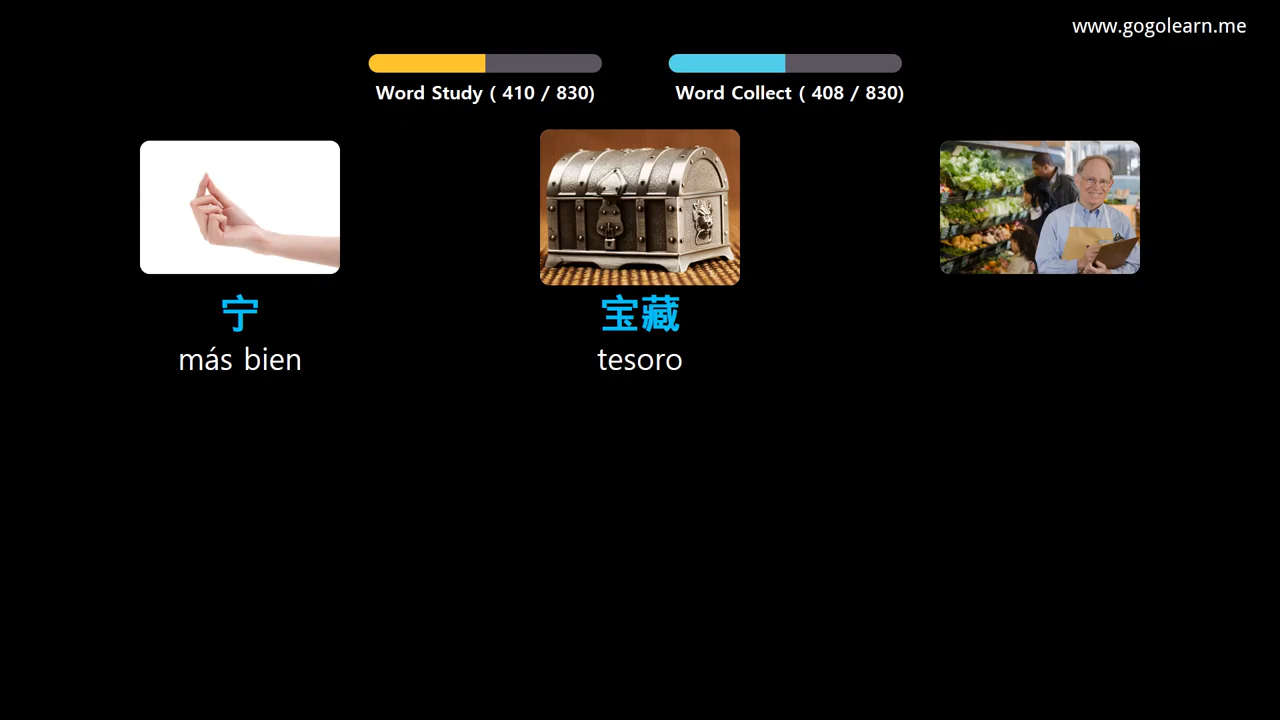 www.gogolearn.me
Word Study ( 410 / 830)
Word Collect ( 408 / 830)
宁
más bien
宝藏
tesoro